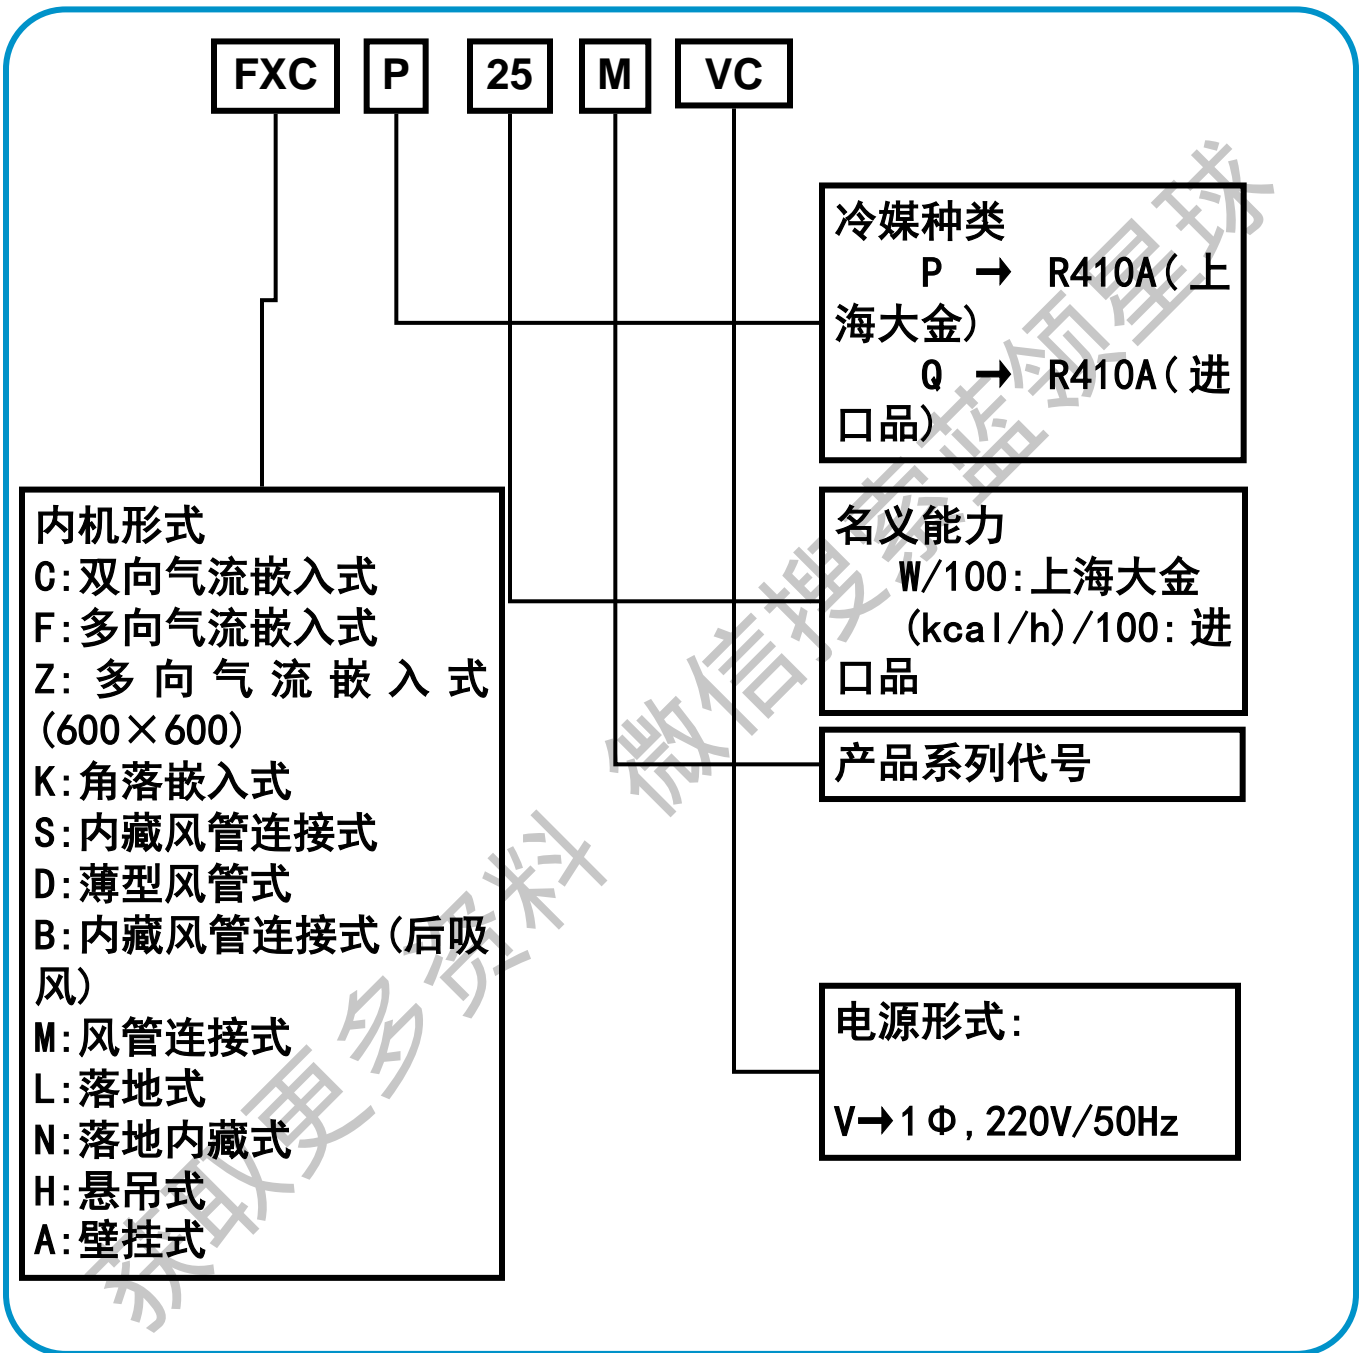 FXC P 25 M VC
冷媒种类
P → R410A(上
海大金)
Q → R410A(进
口品)
内机形式
C:双向气流嵌入式
F:多向气流嵌入式
Z:多向气流嵌入式
(600×600)
K:角落嵌入式
S:内藏风管连接式
D:薄型风管式
B:内藏风管连接式(后吸
风)
M:风管连接式
L:落地式
N:落地内藏式
H:悬吊式
A:壁挂式
名义能力
W/100:上海大金
(kcal/h)/100:进
口品
产品系列代号
电源形式:
V→1Φ,220V/50Hz
获取更多资料 微信搜索蓝领星球